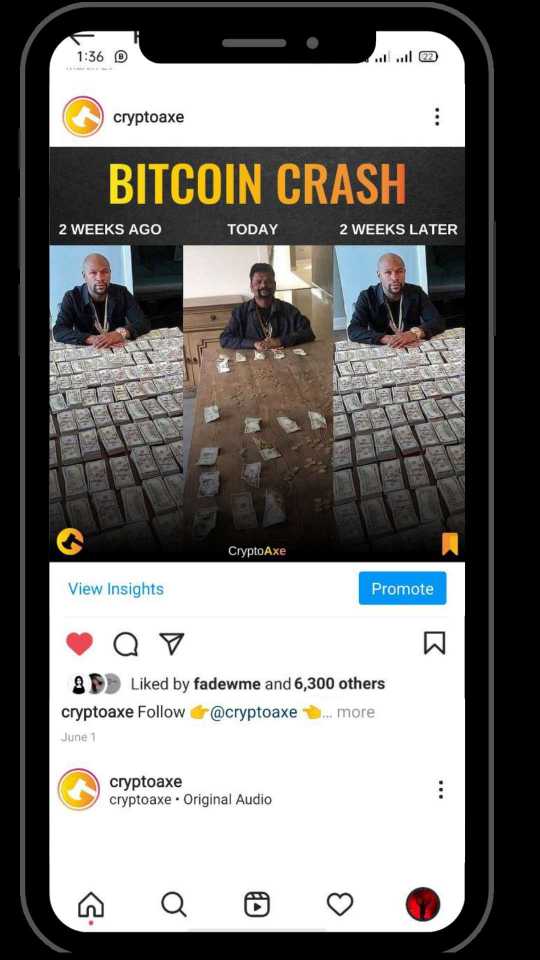 1:36
22
cryptoaxe
BITCOIN CRASH
2 WEEKS AGO TODAY 2 WEEKS LATER
CryptoAxe
View Insights Promote
Liked by fadewme and 6,300 others
cryptoaxe Follow 👉@cryptoaxe 👈... more
June 1
cryptoaxe
cryptoaxe • Original Audio